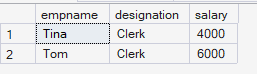 empname designation salary
1 Tina Clerk 4000
2 Tom Clerk 6000